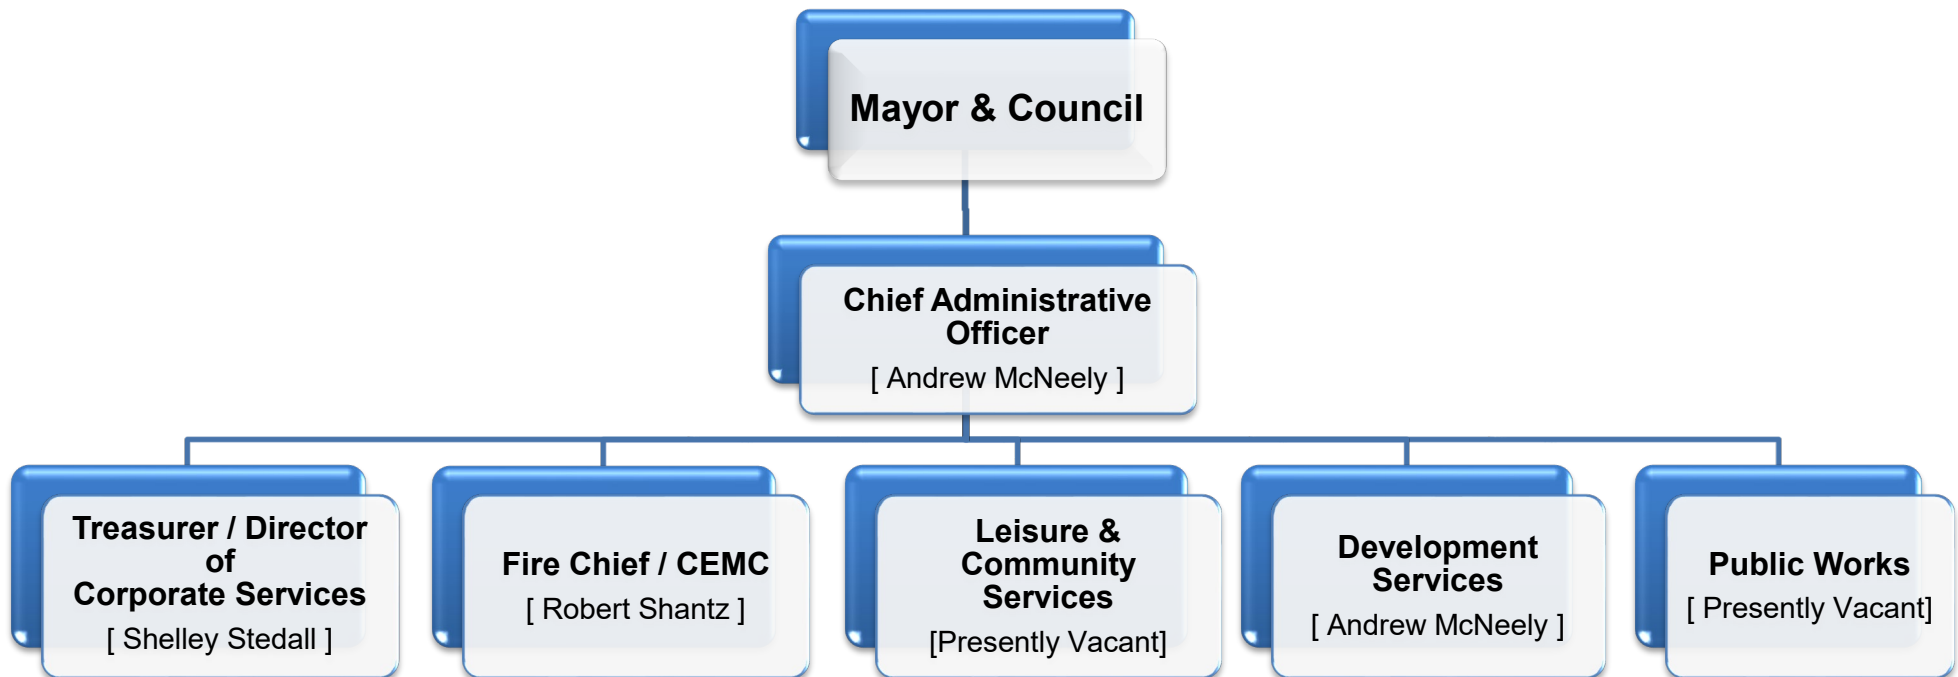 Mayor & Council
Chief Administrative
Officer
[ Andrew McNeely ]
Treasurer / Director
of
Corporate Services
[ Shelley Stedall ]
Fire Chief / CEMC
[ Robert Shantz ]
Leisure &
Community
Services
[Presently Vacant]
Development
Services
[ Andrew McNeely ]
Public Works
[ Presently Vacant]